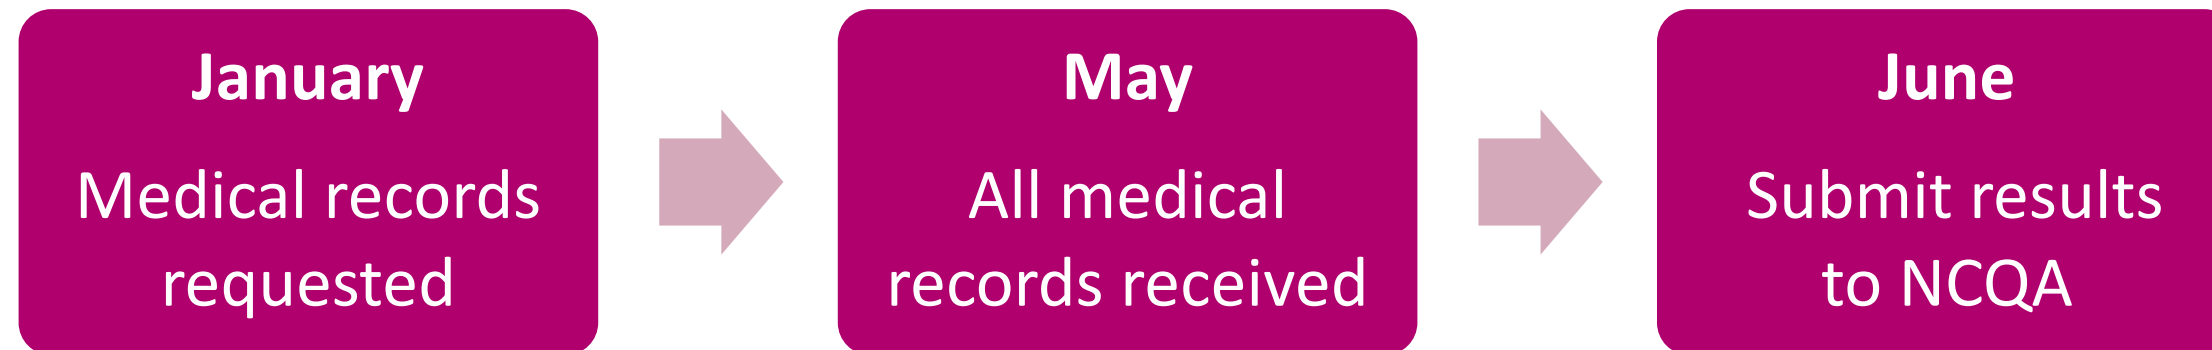 January
Medical records
requested
May
All medical
records received
June
Submit results
to NCQA